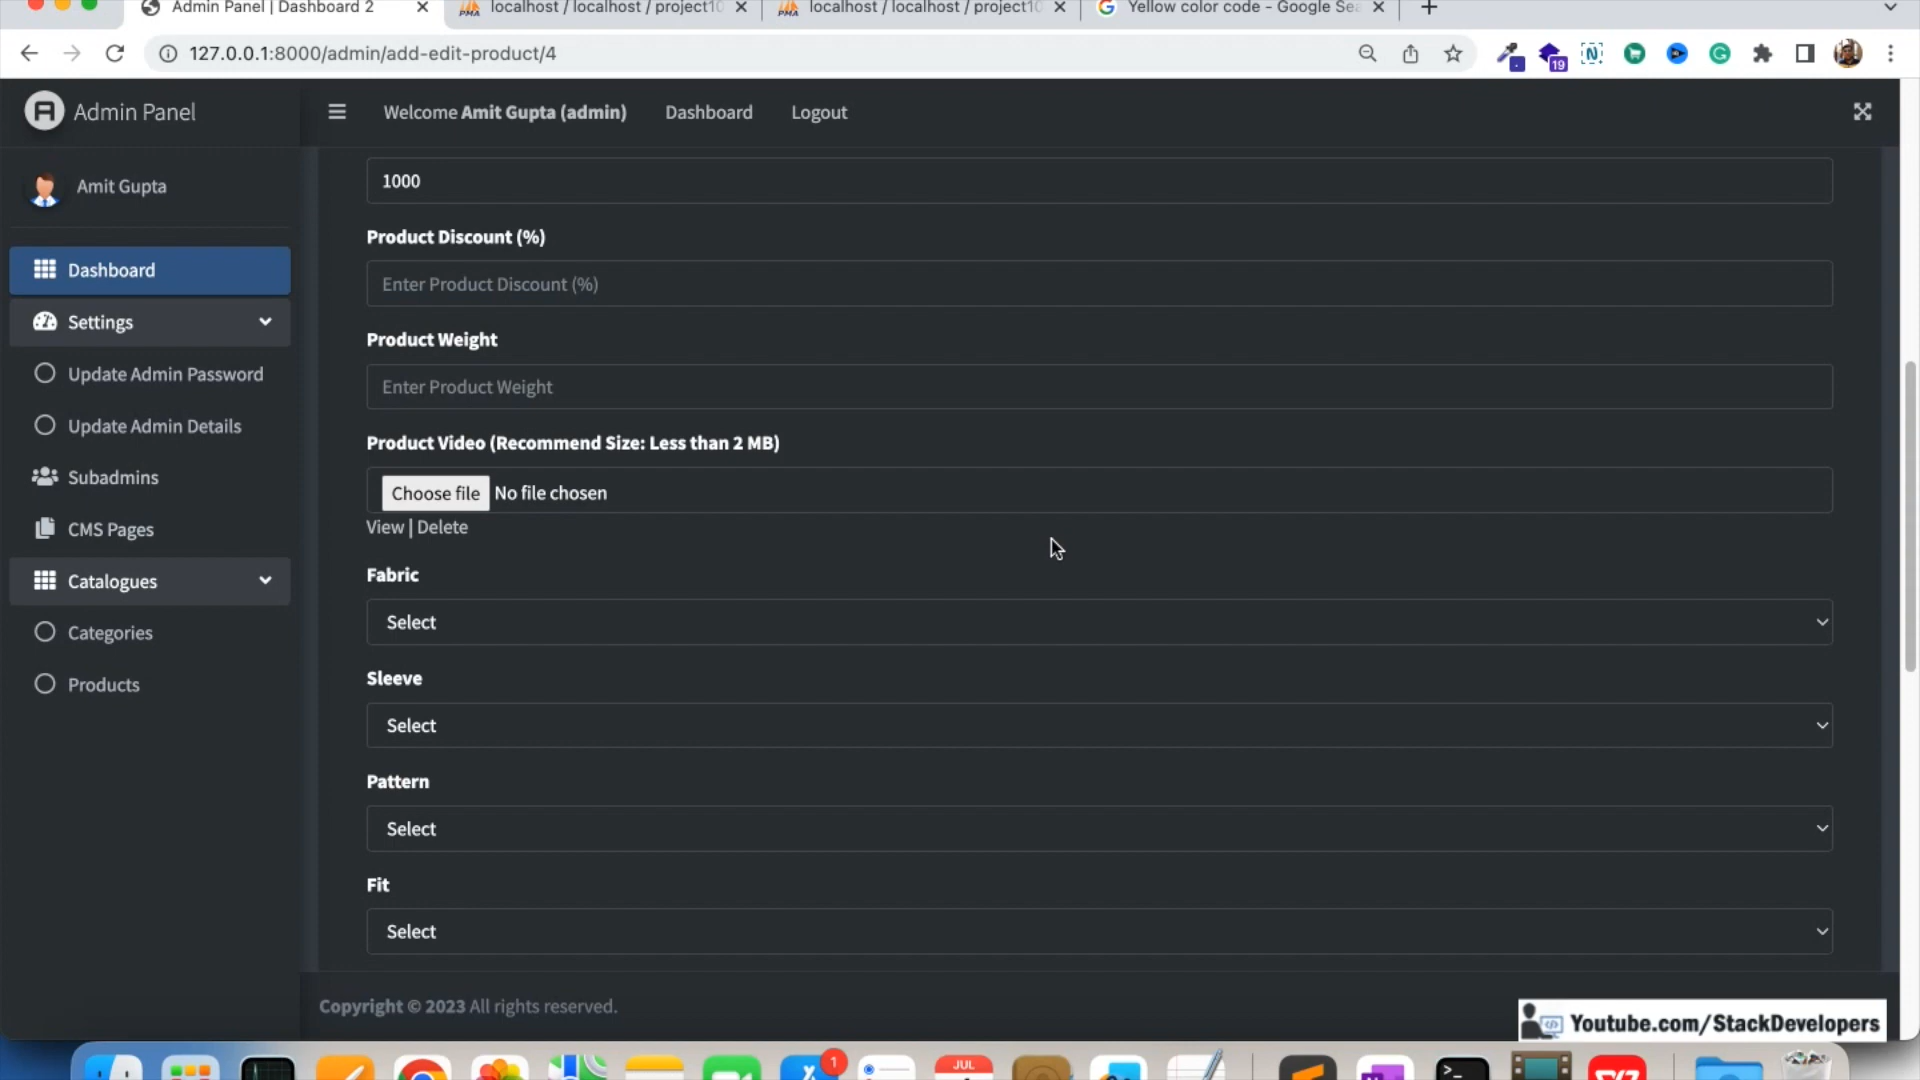 Admin Panel | Dashboard 2
localhost / localhost / project10
localhost / localhost / project10
Yellow color code - Google Sea
127.0.0.1:8000/admin/add-edit-product/4
19
Admin Panel
Welcome Amit Gupta (admin)
Dashboard
Logout
Amit Gupta
Dashboard
Settings
Update Admin Password
Update Admin Details
Subadmins
CMS Pages
Catalogues
Categories
Products
1000
Product Discount (%)
Enter Product Discount (%)
Product Weight
Enter Product Weight
Product Video (Recommend Size: Less than 2 MB)
Choose file No file chosen
View | Delete
Fabric
Select
Sleeve
Select
Pattern
Select
Fit
Select
Copyright © 2023 All rights reserved.
Youtube.com/StackDevelopers
1
JUL